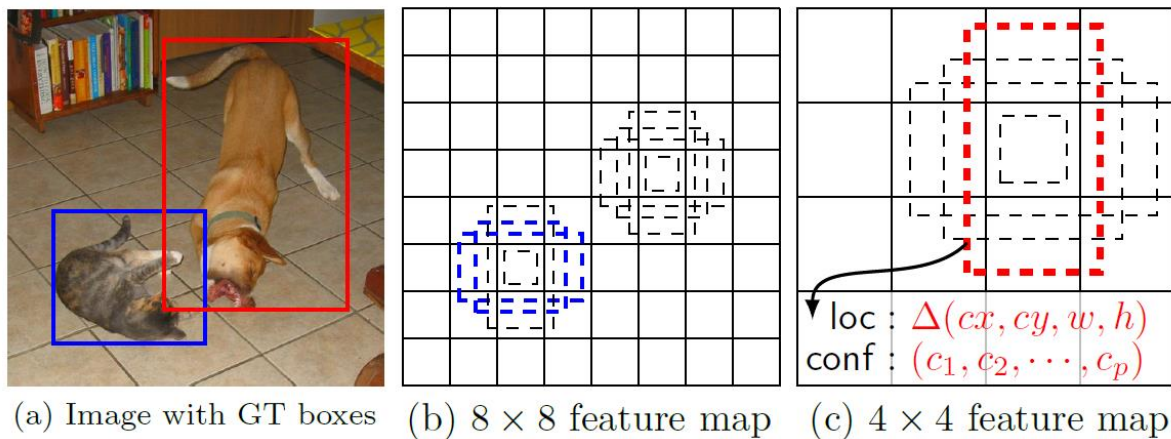 loc : Δ(cx, cy, w, h)
conf : (c₁, c₂, ⋯, cₚ)
(a) Image with GT boxes
(b) 8 × 8 feature map
(c) 4 × 4 feature map